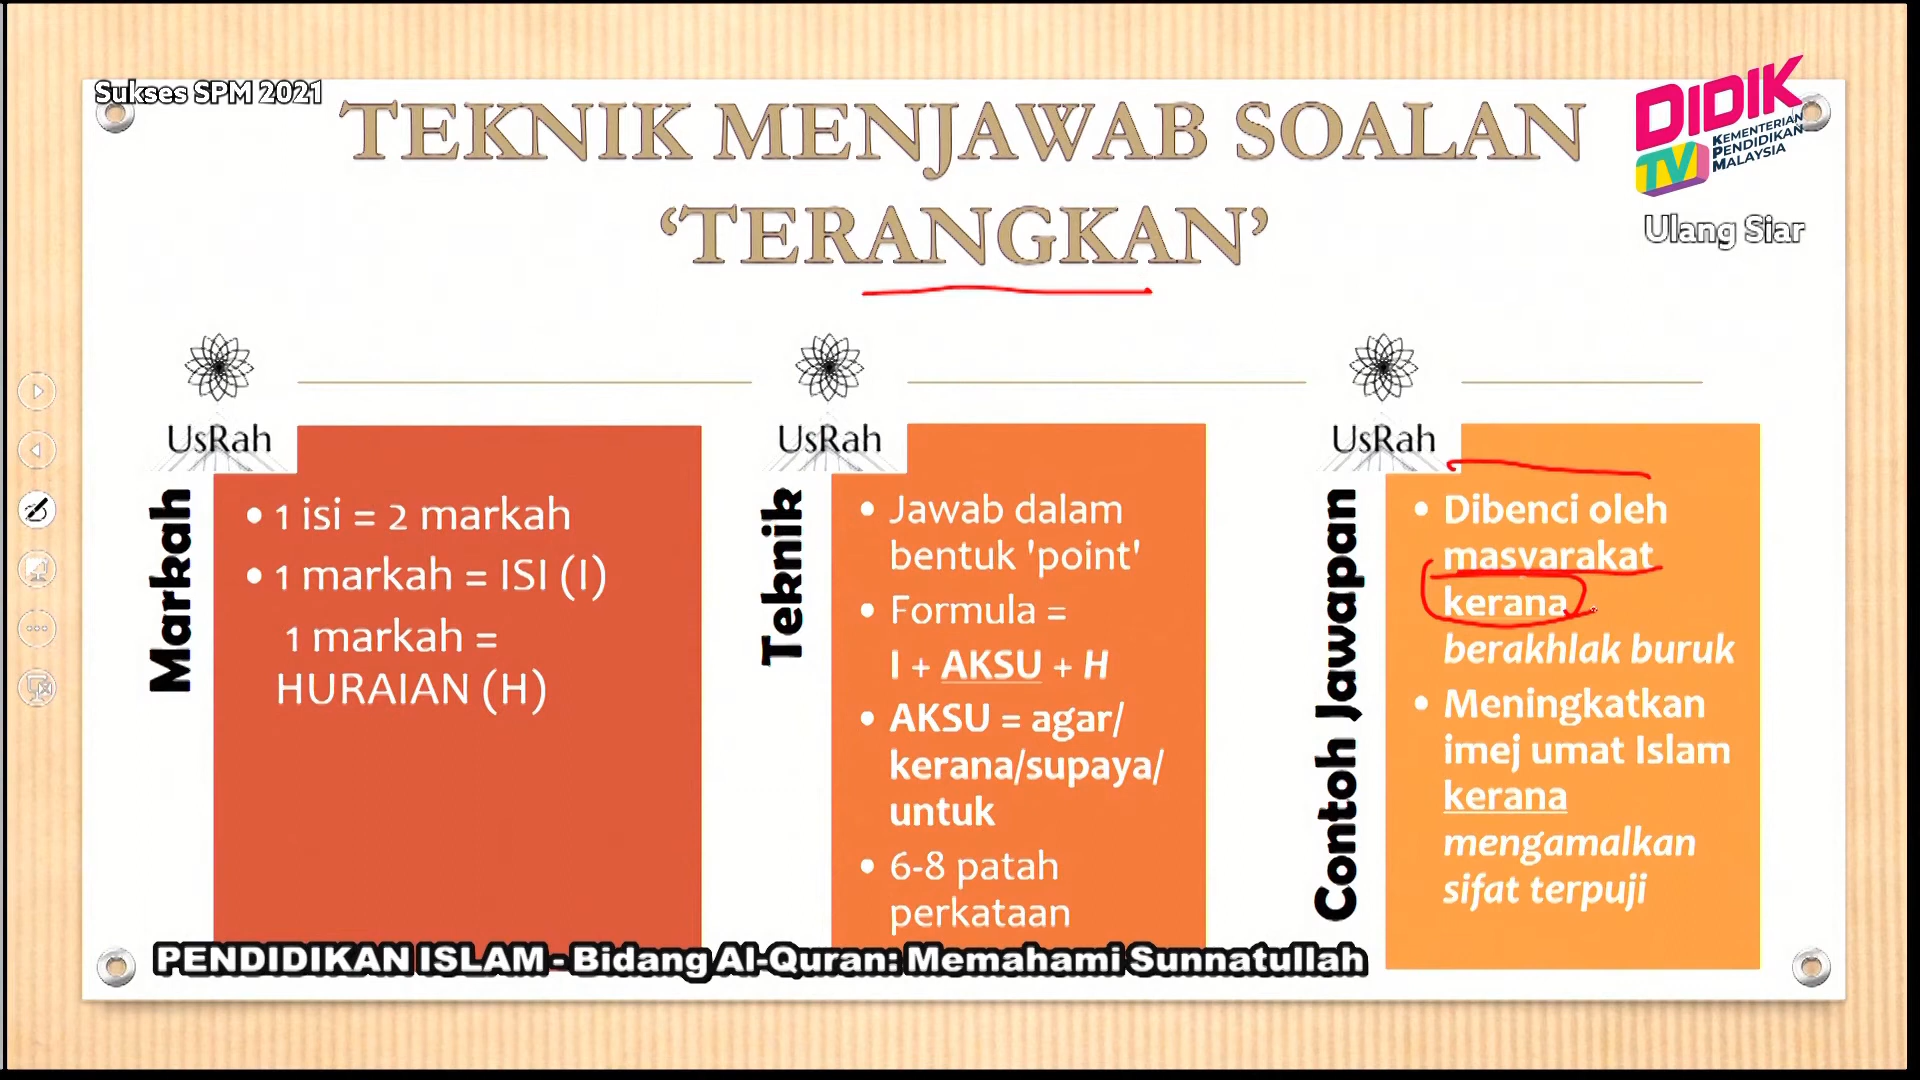 Sukses SPM 2021
TEKNIK MENJAWAB SOALAN
‘TERANGKAN’
DIDIK
TV
KEMENTERIAN
PENDIDIKAN
MALAYSIA
Ulang Siar
UsRah
Markah
• 1 isi = 2 markah
• 1 markah = ISI (I)
1 markah =
HURAIAN (H)
UsRah
Teknik
• Jawab dalam
bentuk 'point'
• Formula =
I + AKSU + H
• AKSU = agar/
kerana/supaya/
untuk
• 6-8 patah
perkataan
UsRah
Contoh Jawapan
• Dibenci oleh
masyarakat
kerana
berakhlak buruk
• Meningkatkan
imej umat Islam
kerana
mengamalkan
sifat terpuji
PENDIDIKAN ISLAM - Bidang Al-Quran: Memahami Sunnatullah